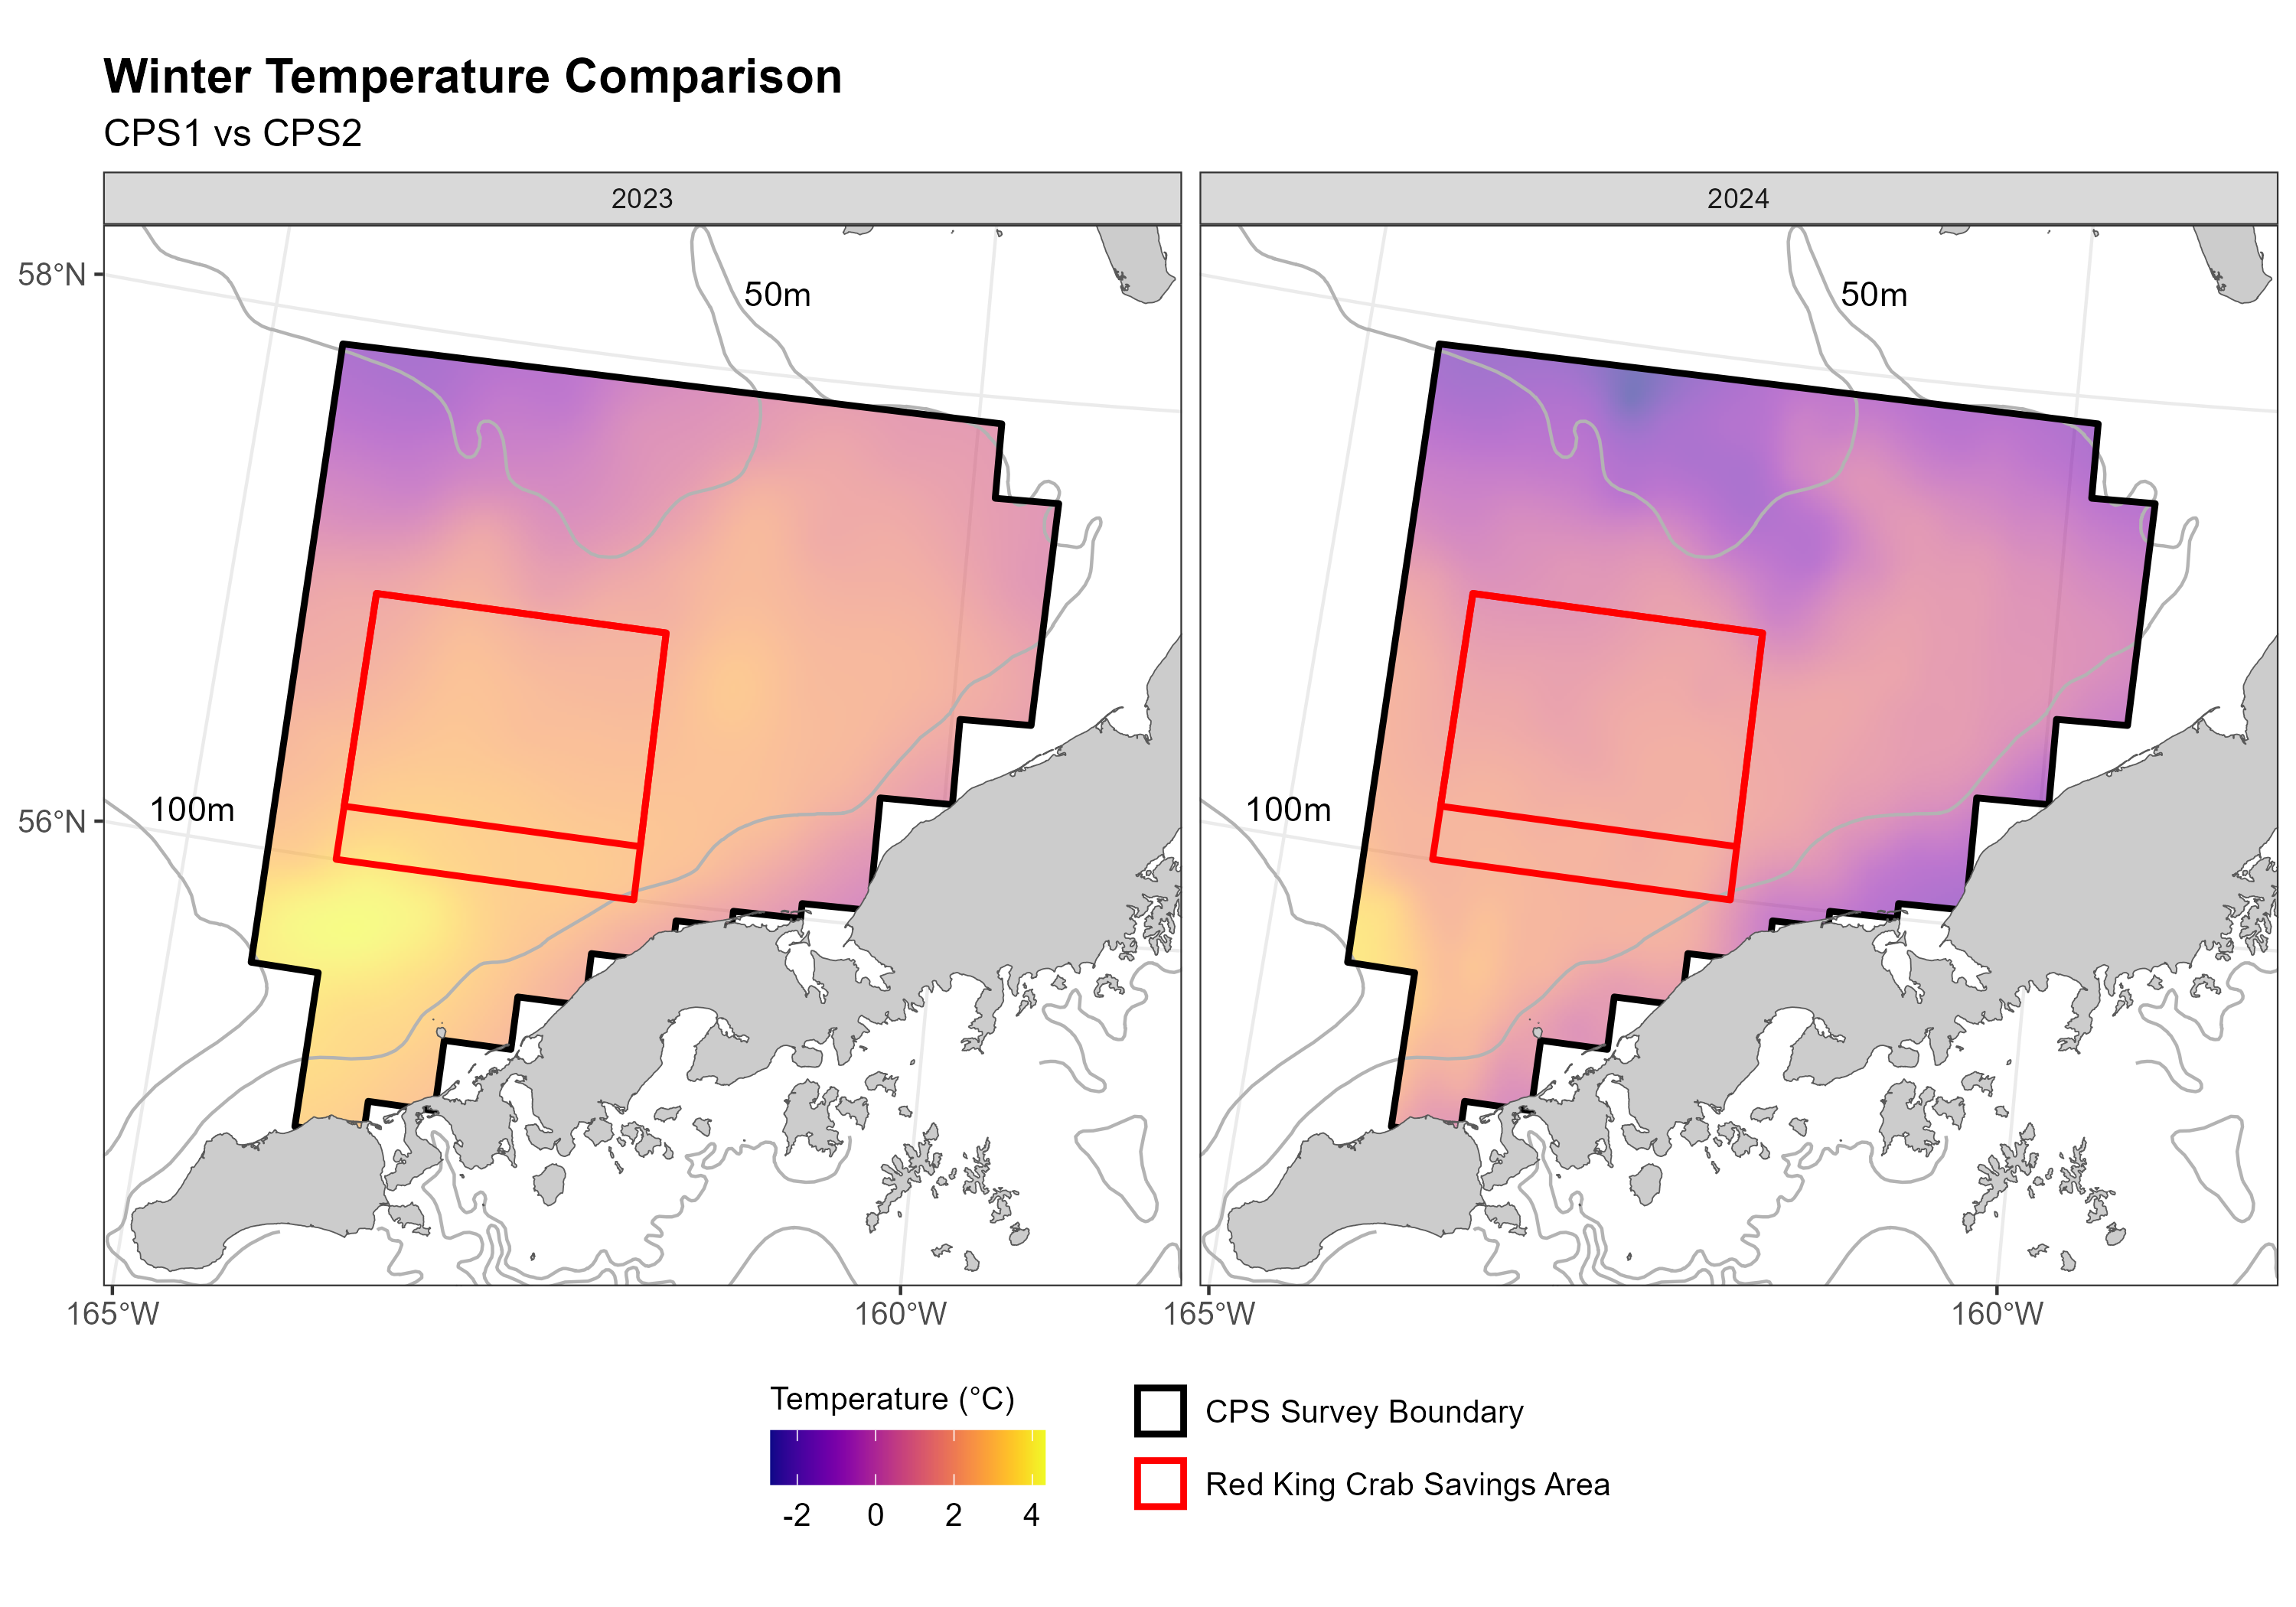 Winter Temperature Comparison
CPS1 vs CPS2
2023
2024
58°N
56°N
50m
100m
50m
100m
165°W
160°W
165°W
160°W
Temperature (°C)
-2 0 2 4
CPS Survey Boundary
Red King Crab Savings Area